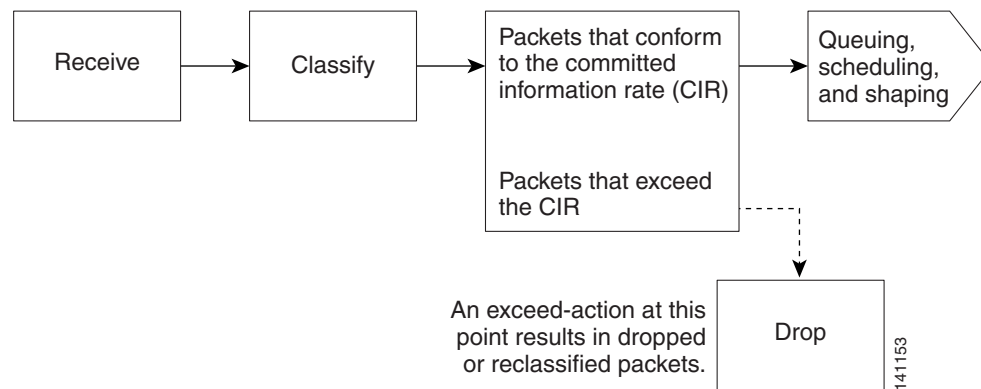 Receive
Classify
Packets that conform
to the committed
information rate (CIR)
Packets that exceed
the CIR
Queuing,
scheduling,
and shaping
An exceed-action at this
point results in dropped
or reclassified packets.
Drop
141153